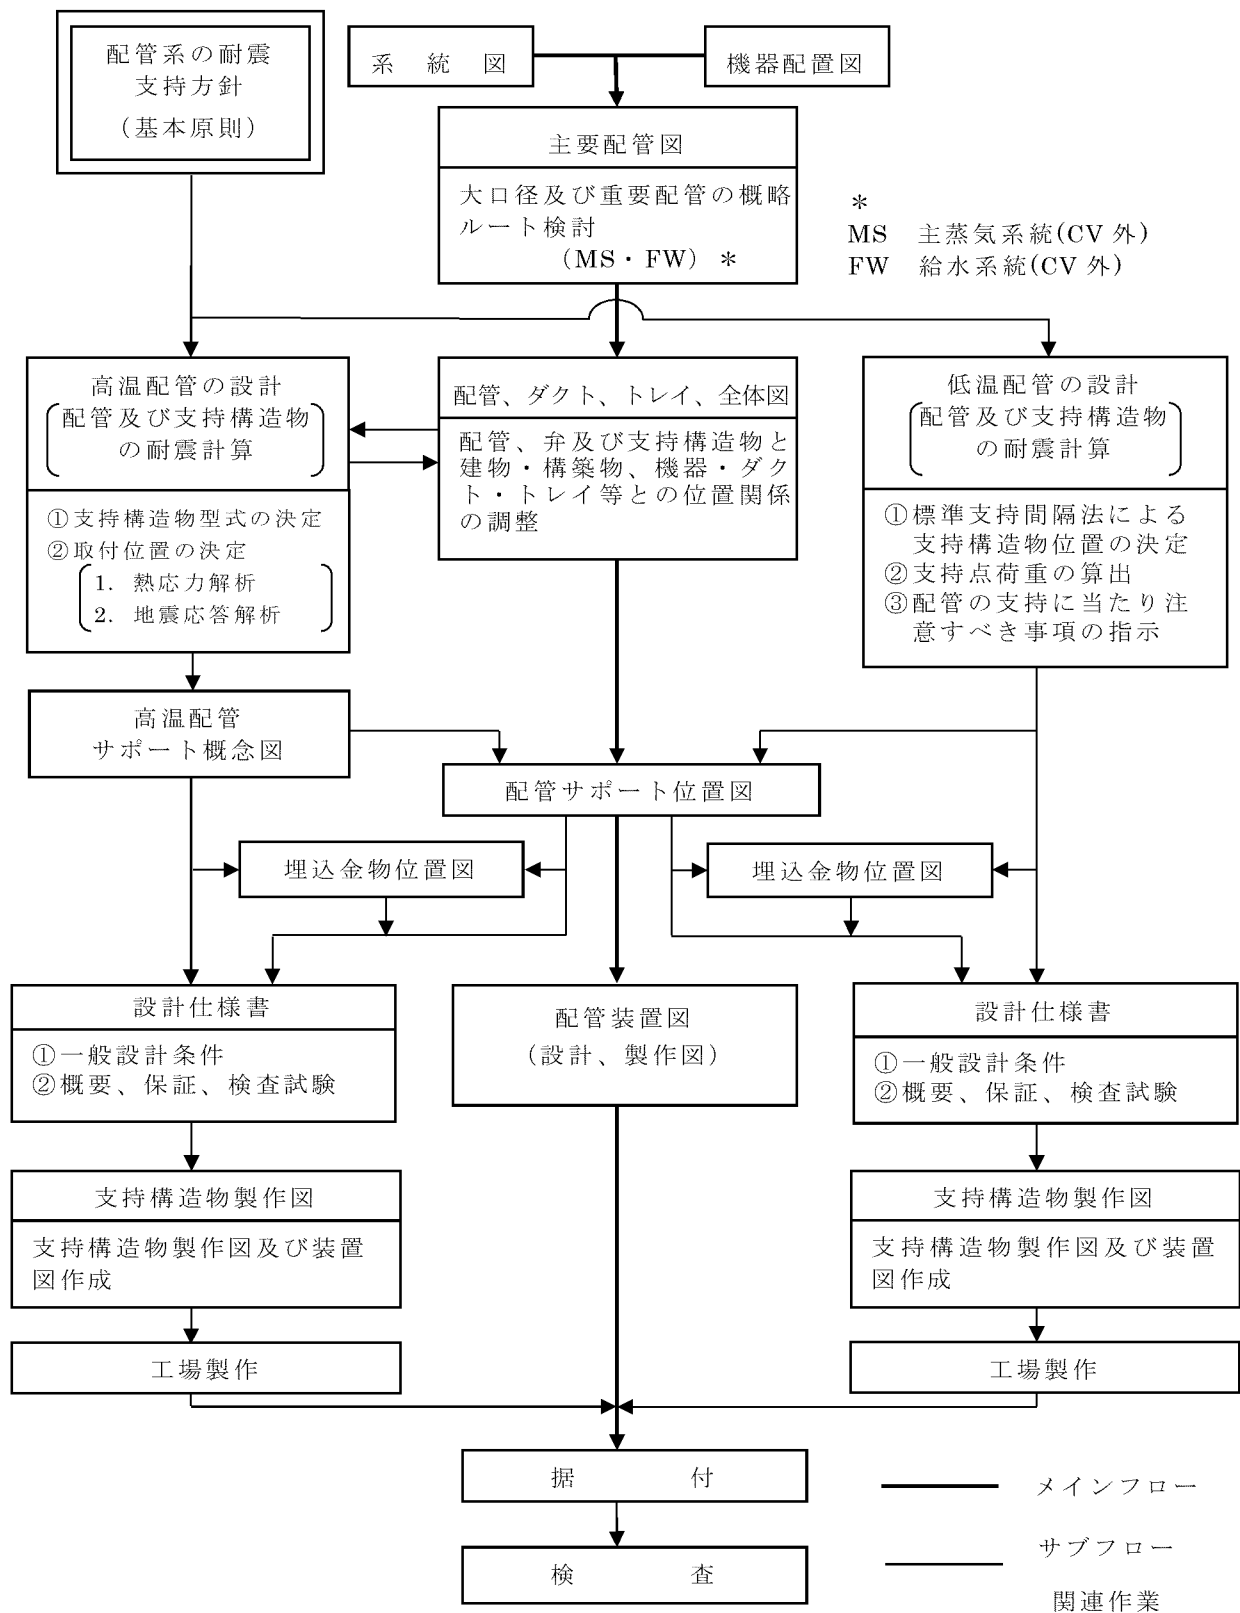 配管系の耐震
支持方針
(基本原則)
系統図
機器配置図
主要配管図
大口径及び重要配管の概略
ルート検討
(MS・FW) *
*
MS 主蒸気系統(CV外)
FW 給水系統(CV外)
高温配管の設計
配管及び支持構造物
の耐震計算
①支持構造物型式の決定
②取付位置の決定
1. 熱応力解析
2. 地震応答解析
配管、ダクト、トレイ、全体図
配管、弁及び支持構造物と
建物・構築物、機器・ダク
ト・トレイ等との位置関係
の調整
低温配管の設計
配管及び支持構造物
の耐震計算
①標準支持間隔法による
支持構造物位置の決定
②支持点荷重の算出
③配管の支持に当たり注
意すべき事項の指示
高温配管
サポート概念図
配管サポート位置図
埋込金物位置図
埋込金物位置図
設計仕様書
①一般設計条件
②概要、保証、検査試験
配管装置図
(設計、製作図)
設計仕様書
①一般設計条件
②概要、保証、検査試験
支持構造物製作図
支持構造物製作図及び装置
図作成
支持構造物製作図
支持構造物製作図及び装置
図作成
工場製作
工場製作
据付
検査
メインフロー
サブフロー
関連作業